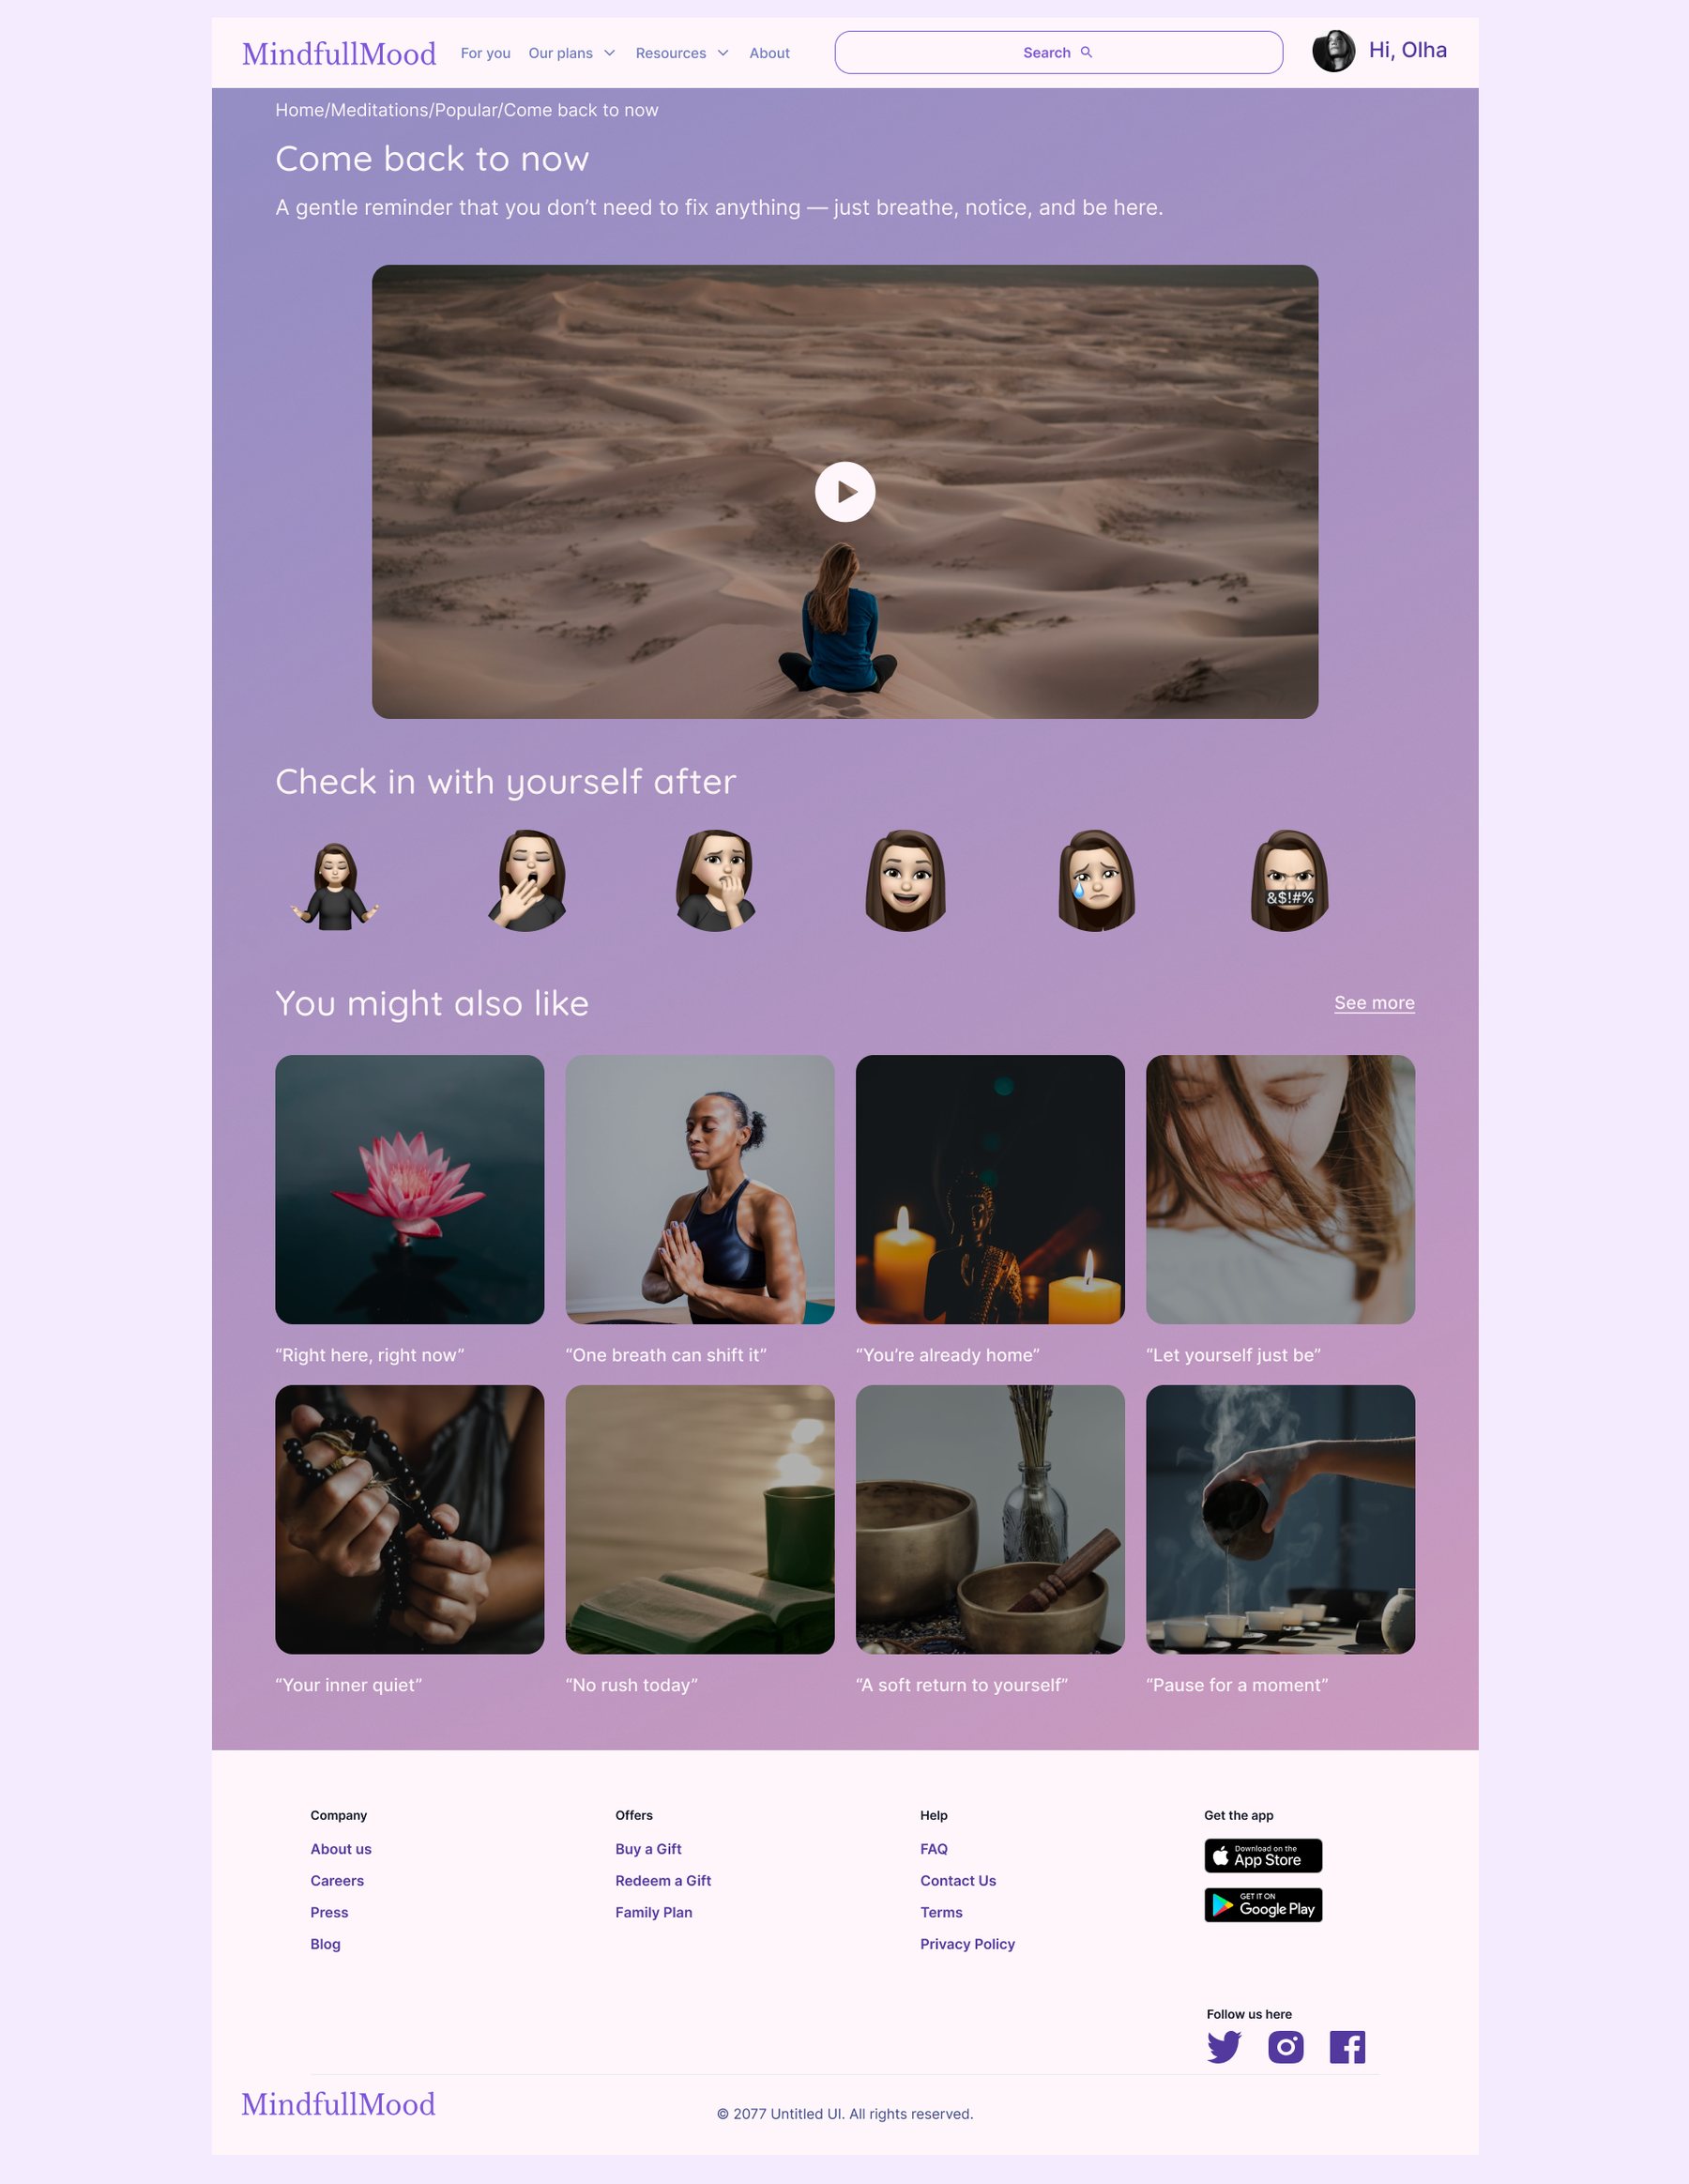 MindfullMood
For you Our plans Resources About
Search
Hi, Olha
Home/Meditations/Popular/Come back to now
Come back to now
A gentle reminder that you don’t need to fix anything — just breathe, notice, and be here.
Check in with yourself after
&$!#%
You might also like
See more
“Right here, right now”
“One breath can shift it”
“You’re already home”
“Let yourself just be”
“Your inner quiet”
“No rush today”
“A soft return to yourself”
“Pause for a moment”
Company
About us
Careers
Press
Blog
Offers
Buy a Gift
Redeem a Gift
Family Plan
Help
FAQ
Contact Us
Terms
Privacy Policy
Get the app
Download on the
App Store
GET IT ON
Google Play
Follow us here
MindfullMood
© 2077 Untitled UI. All rights reserved.